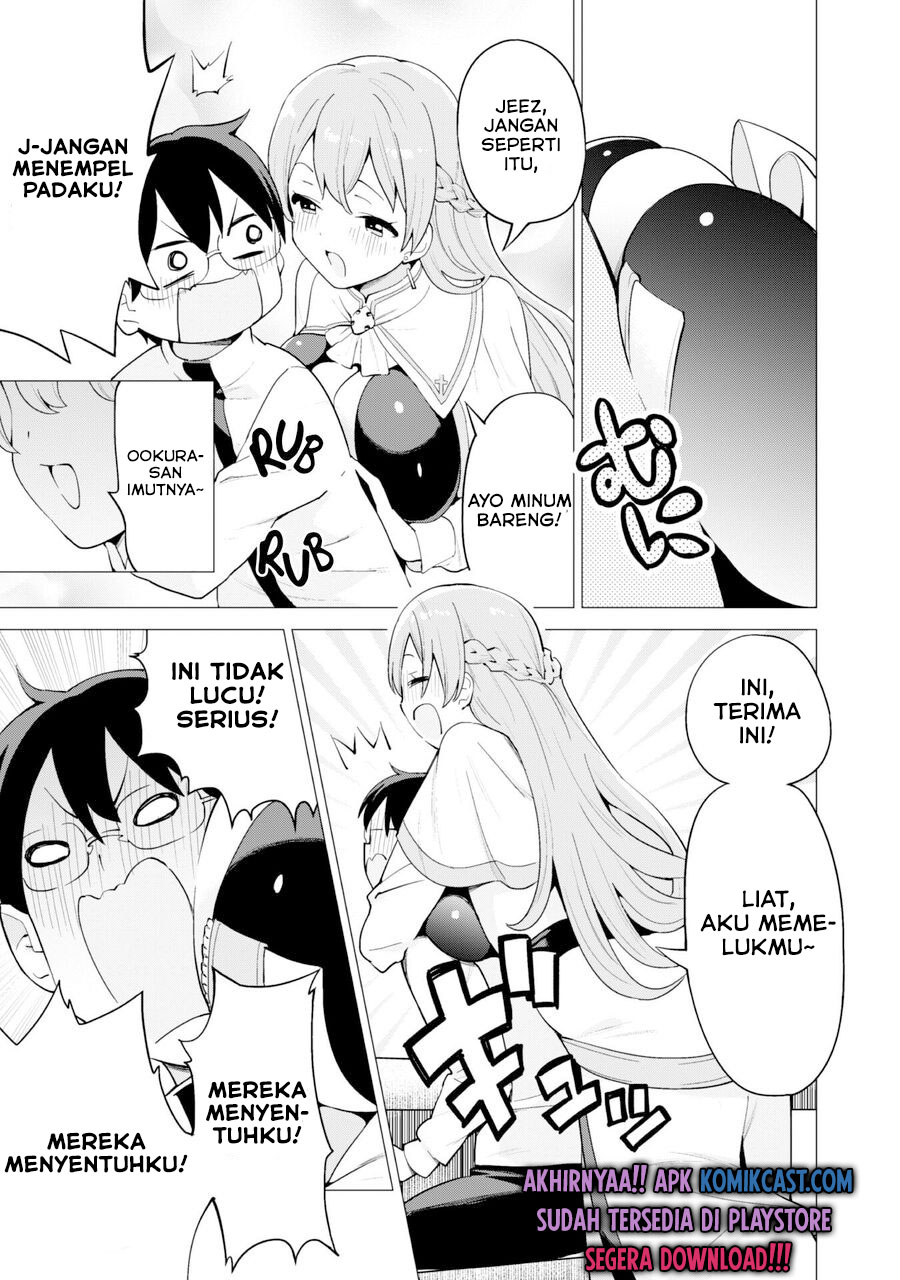 JEEZ,
JANGAN
SEPERTI
ITU,
むに
J-JANGAN
MENEMPEL
PADAKU!
AYO MINUM
BARENG!
RUB
RUB
OOKURA-
SAN
IMUTNYA~
INI,
TERIMA
INI!
LIAT,
AKU MEME-
LUKMU~
ギュッ
INI TIDAK
LUCU!
SERIUS!
MEREKA
MENYEN-
TUHKU!
MEREKA
MENYENTUHKU!
AKHIRNYAA!! APK KOMIKCAST.COM
SUDAH TERSEDIA DI PLAYSTORE
SEGERA DOWNLOAD!!!